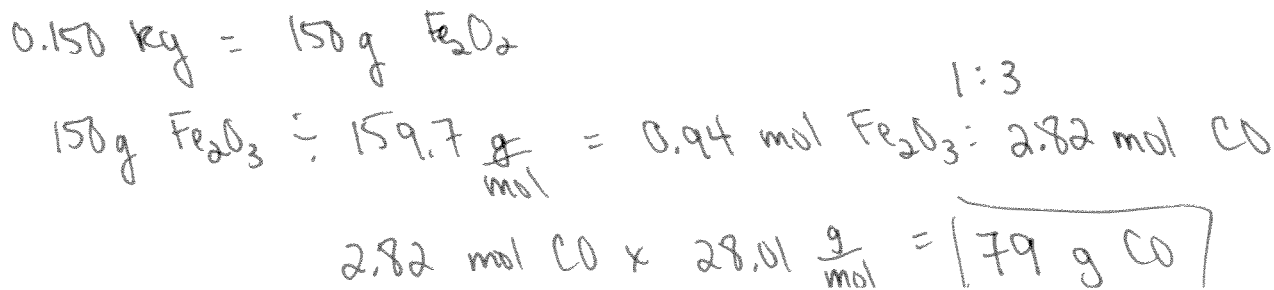 0.150 kg = 150 g Fe₂O₂
1:3
150g Fe₂O₃ ÷ 159.7 g/mol = 0.94 mol Fe₂O₃ : 2.82 mol CO
2.82 mol CO x 28.01 g/mol = 79 g CO